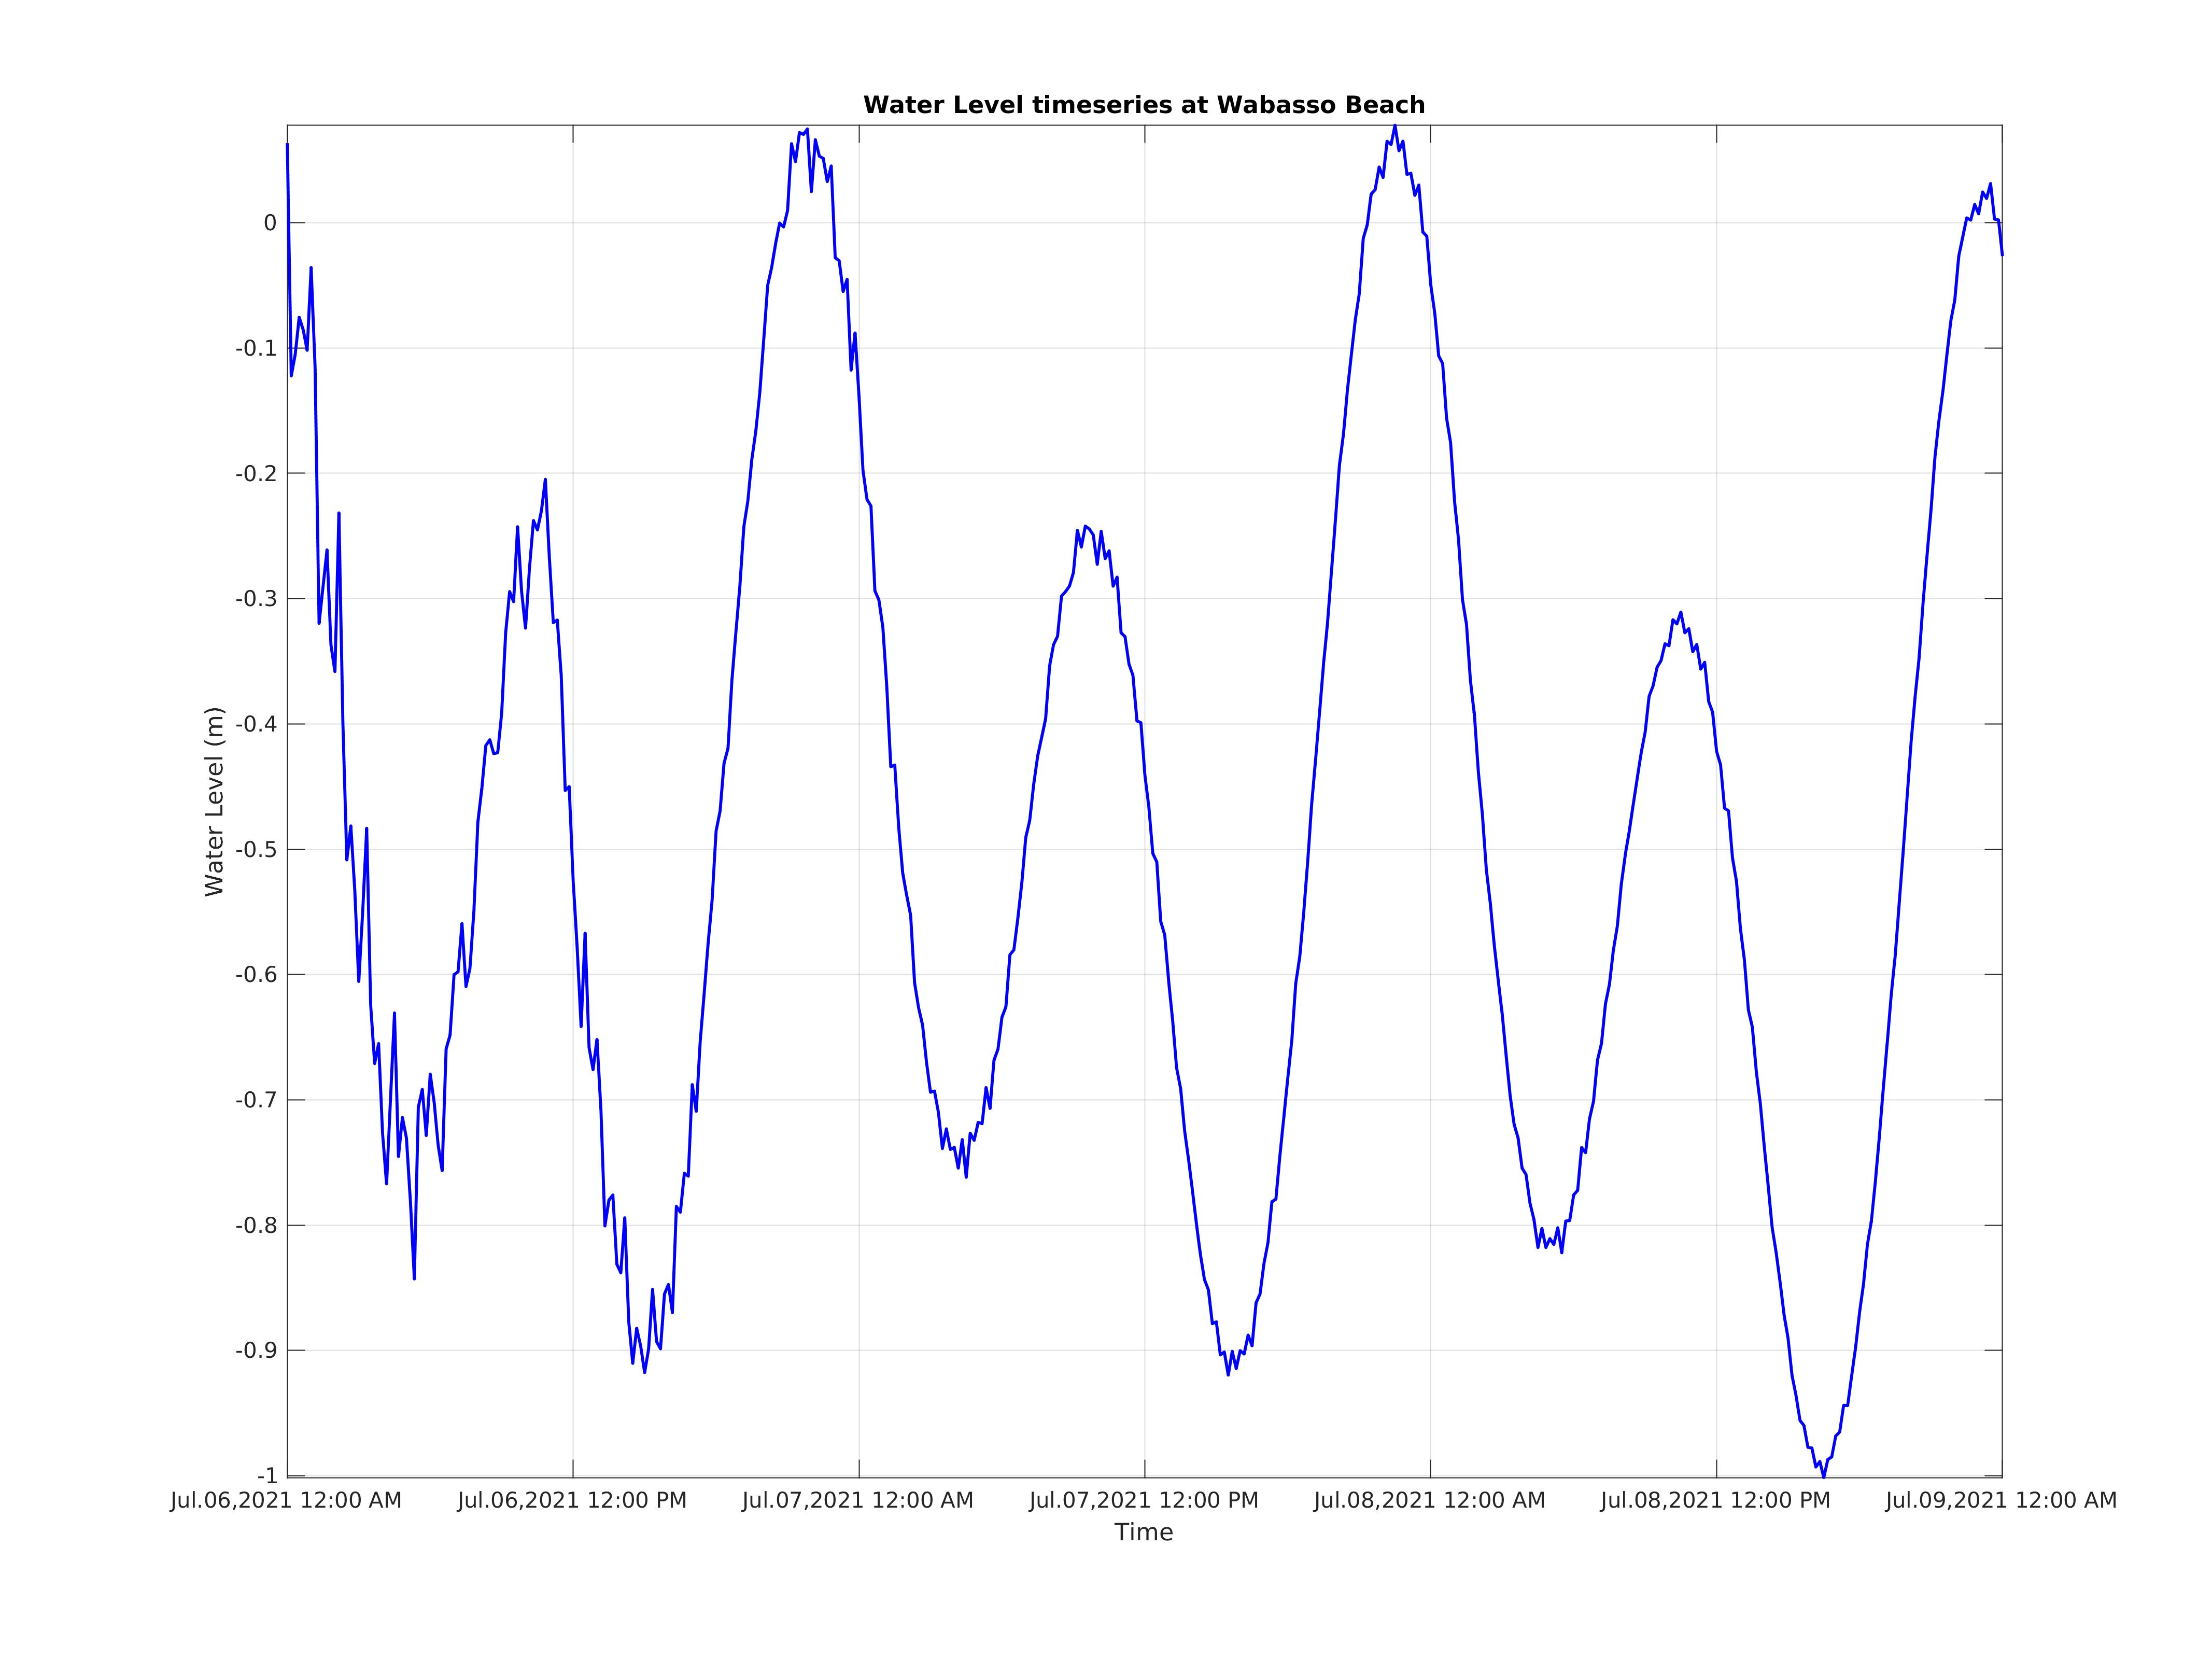 Water Level timeseries at Wabasso Beach
Water Level (m)
0
-0.1
-0.2
-0.3
-0.4
-0.5
-0.6
-0.7
-0.8
-0.9
-1
Jul.06,2021 12:00 AM
Jul.06,2021 12:00 PM
Jul.07,2021 12:00 AM
Jul.07,2021 12:00 PM
Jul.08,2021 12:00 AM
Jul.08,2021 12:00 PM
Jul.09,2021 12:00 AM
Time